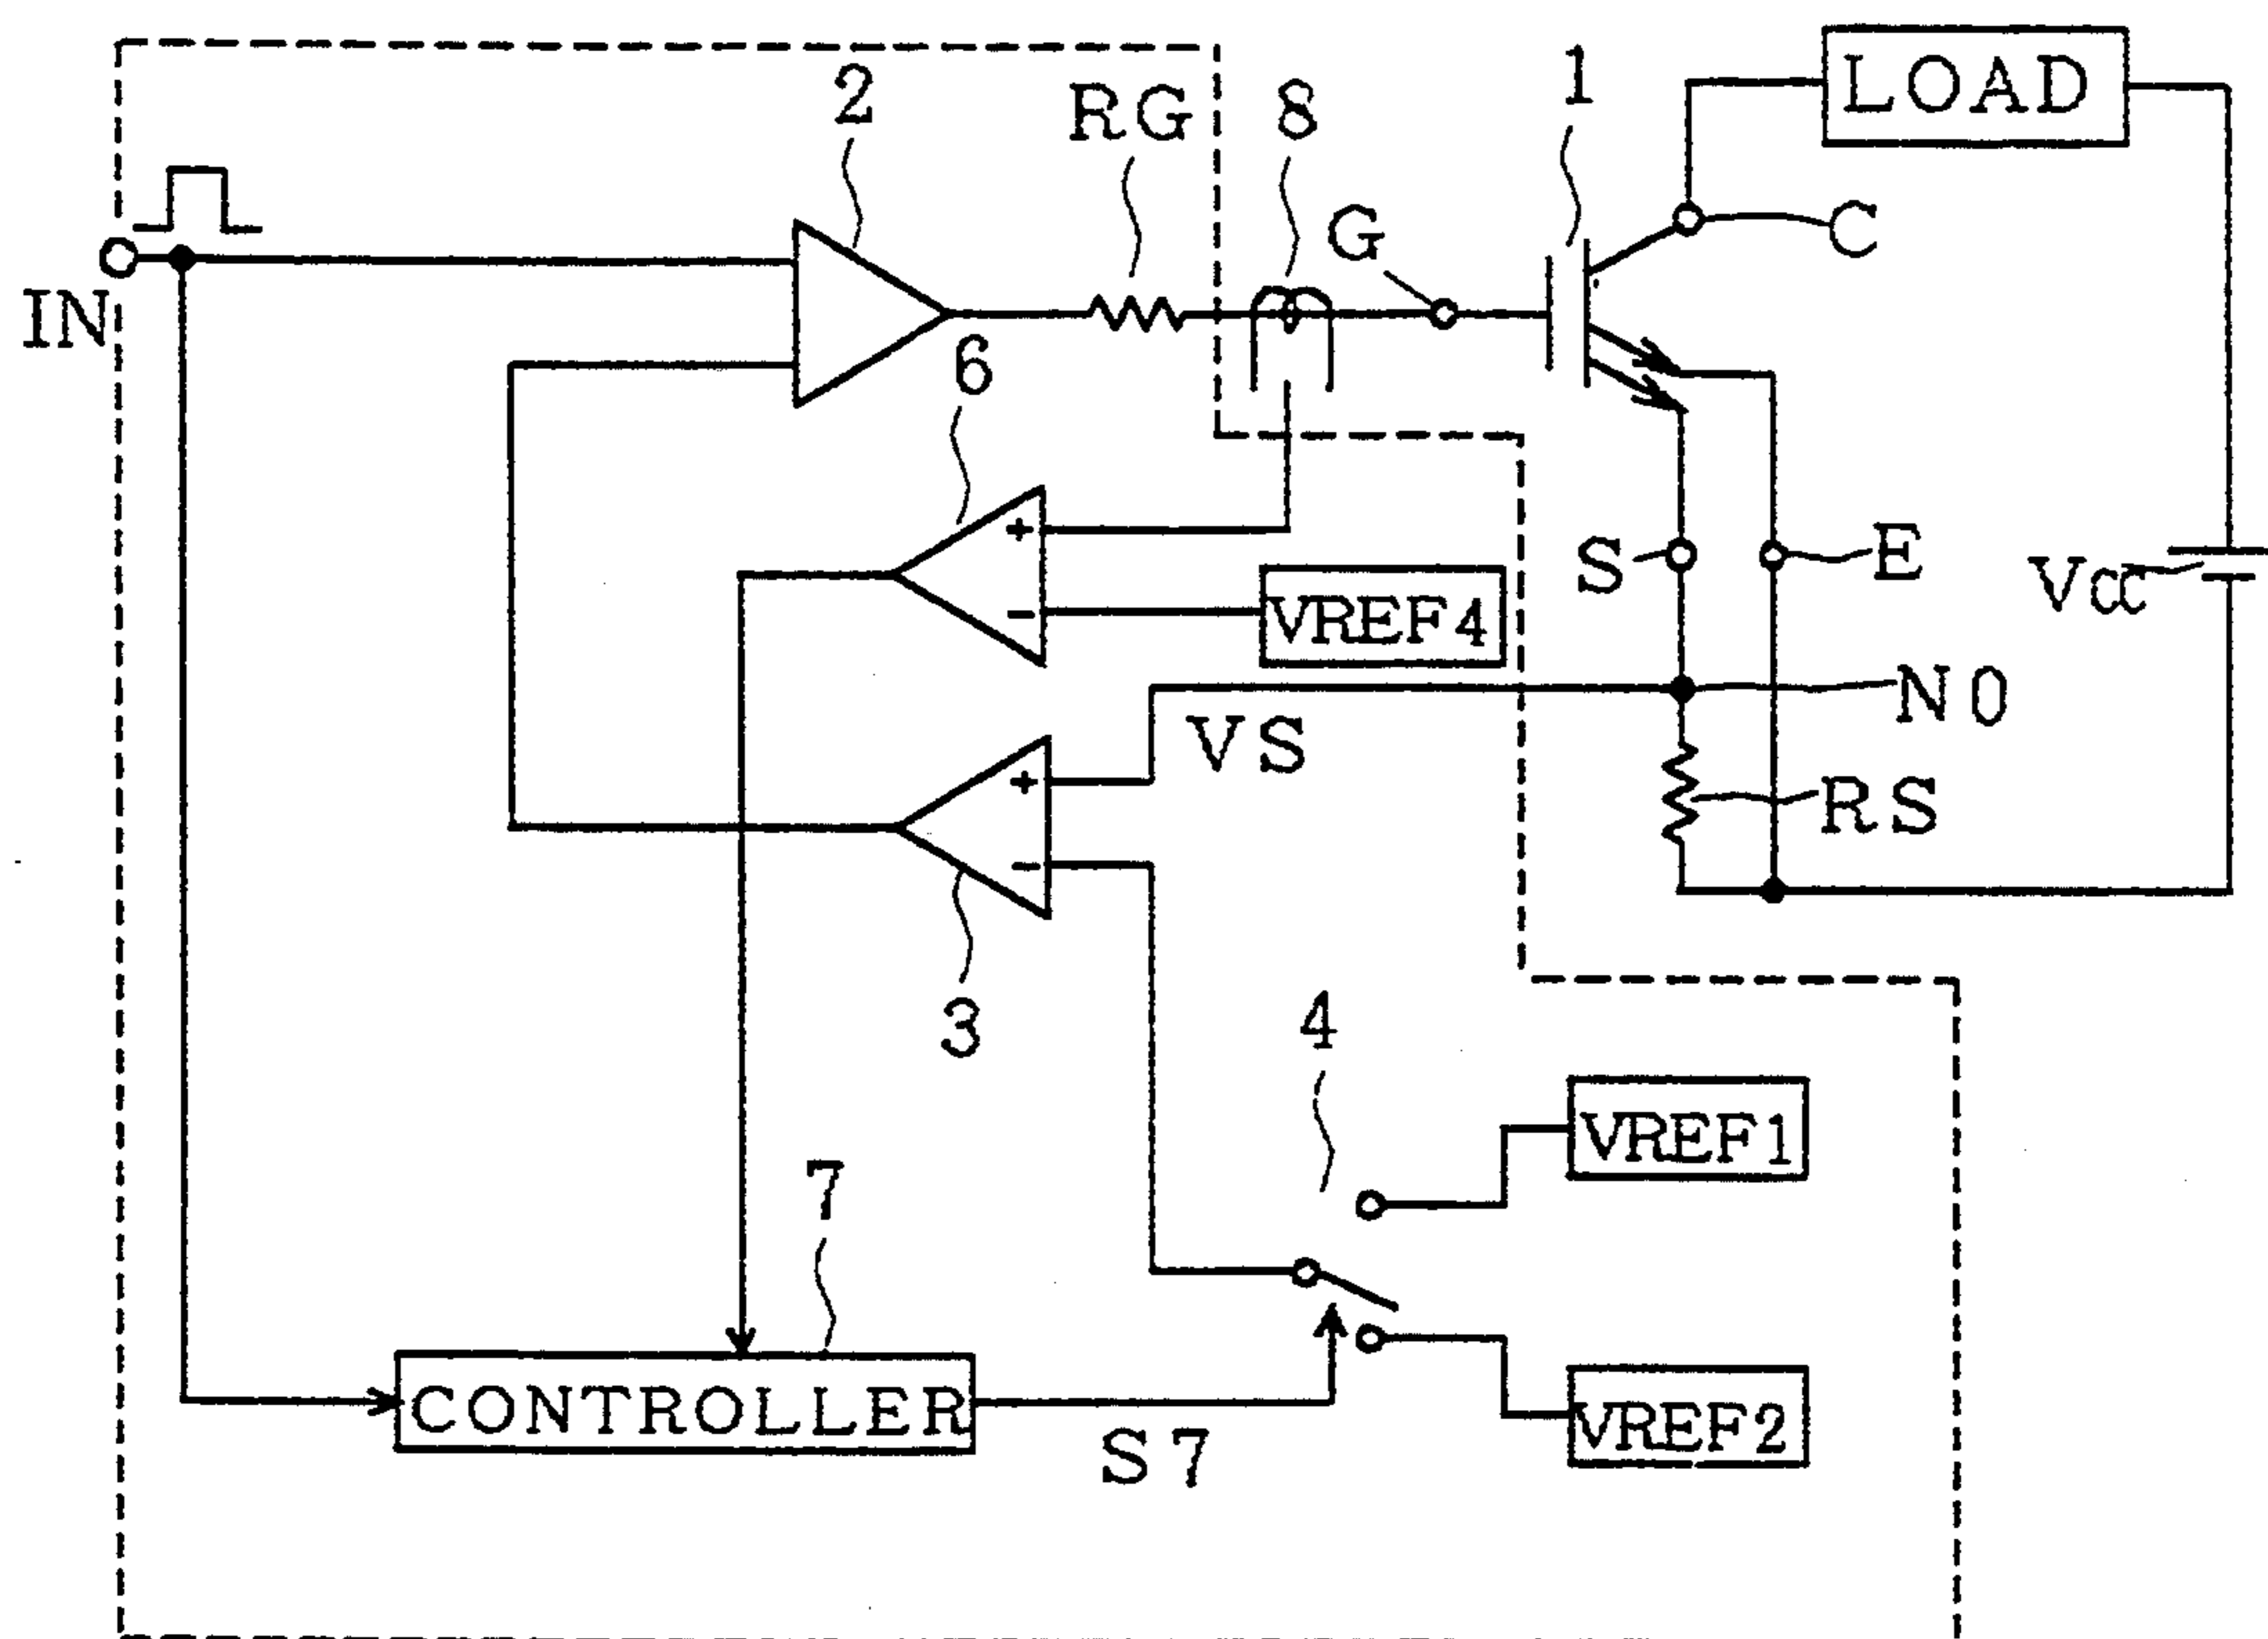 LOAD
1
2
RG
8
G
C
IN
6
+
S
E
VCC
-
VREF4
N0
VS
+
RS
-
3
4
VREF1
7
CONTROLLER
S7
VREF2